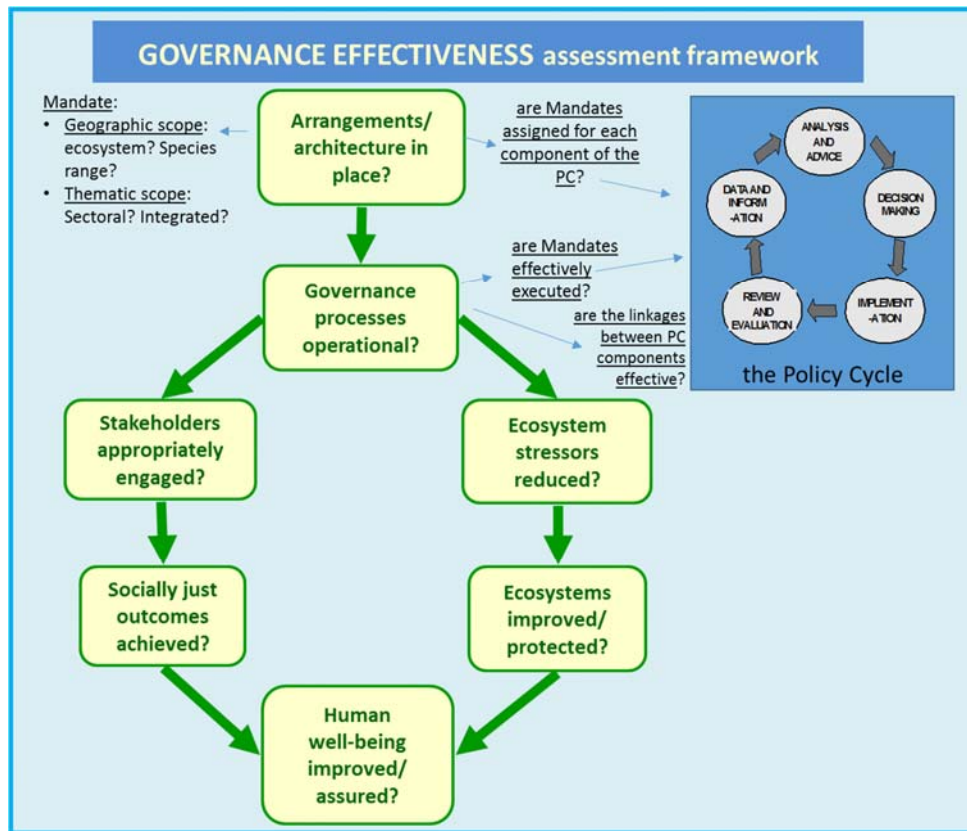 GOVERNANCE EFFECTIVENESS assessment framework
Mandate:
• Geographic scope:
ecosystem? Species
range?
• Thematic scope:
Sectoral? Integrated?
Arrangements/
architecture in
place?
are Mandates
assigned for each
component of the
PC?
Governance
processes
operational?
are Mandates
effectively
executed?
are the linkages
between PC
components
effective?
ANALYSIS
AND
ADVICE
DECISION
MAKING
IMPLEMENT
-ATION
REVIEW
AND
EVALUATION
DATA AND
INFORM
-ATION
the Policy Cycle
Stakeholders
appropriately
engaged?
Ecosystem
stressors
reduced?
Socially just
outcomes
achieved?
Ecosystems
improved/
protected?
Human
well-being
improved/
assured?